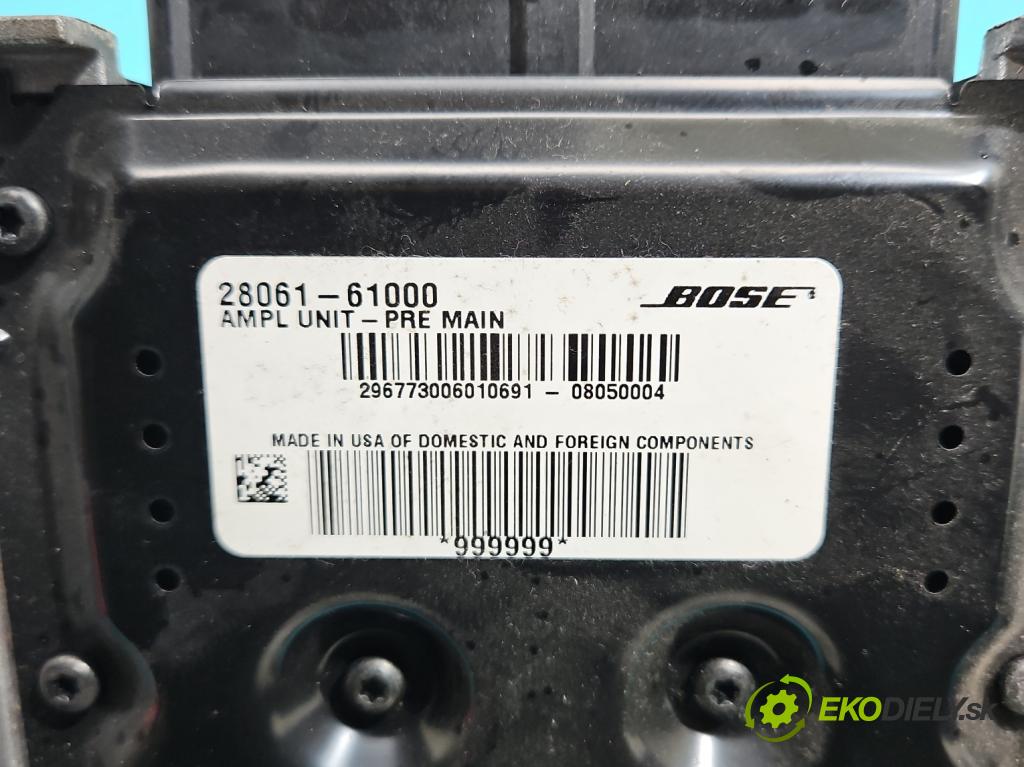 28061-61000
BOSE
AMPL UNIT - PRE MAIN
296773006010691 - 08050004
MADE IN USA OF DOMESTIC AND FOREIGN COMPONENTS
*999999*
EKODIELY.sk